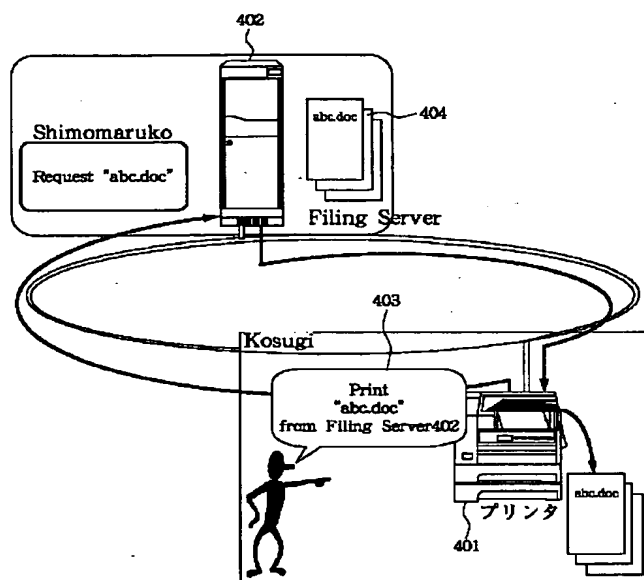 402
abc.doc
404
Shimomaruko
Request "abc.doc"
Filing Server
403
Kosugi
Print
"abc.doc"
from Filing Server402
プリンタ
401
abc.doc